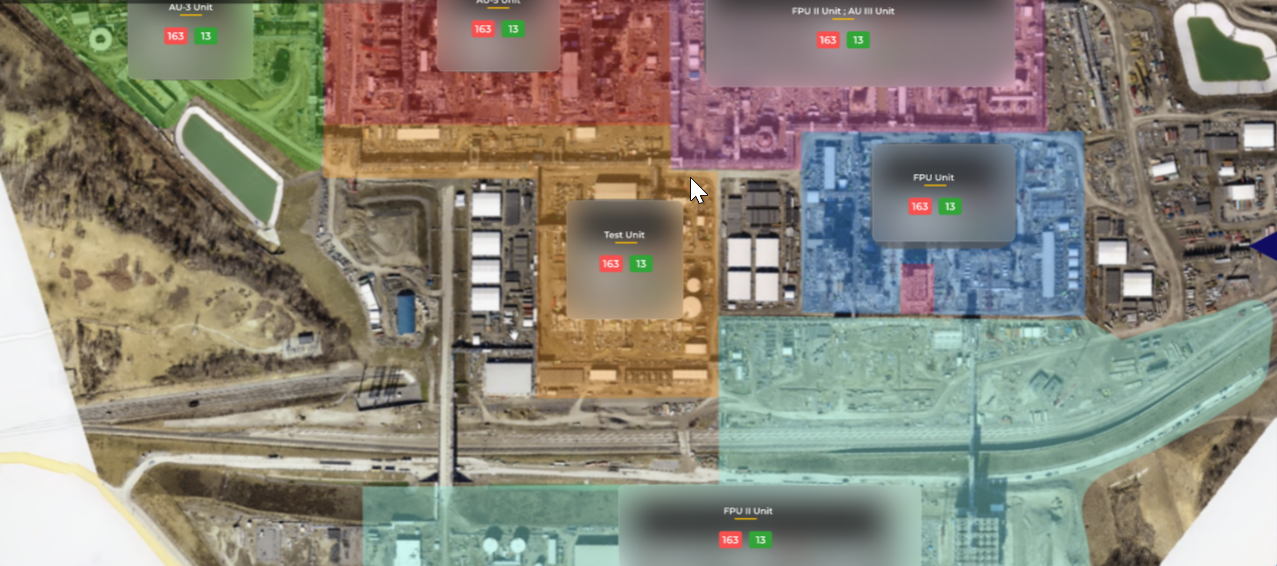 AU-3 Unit
163 13
AU-5 Unit
163 13
FPU II Unit ; AU III Unit
163 13
FPU Unit
163 13
Test Unit
163 13
FPU II Unit
163 13